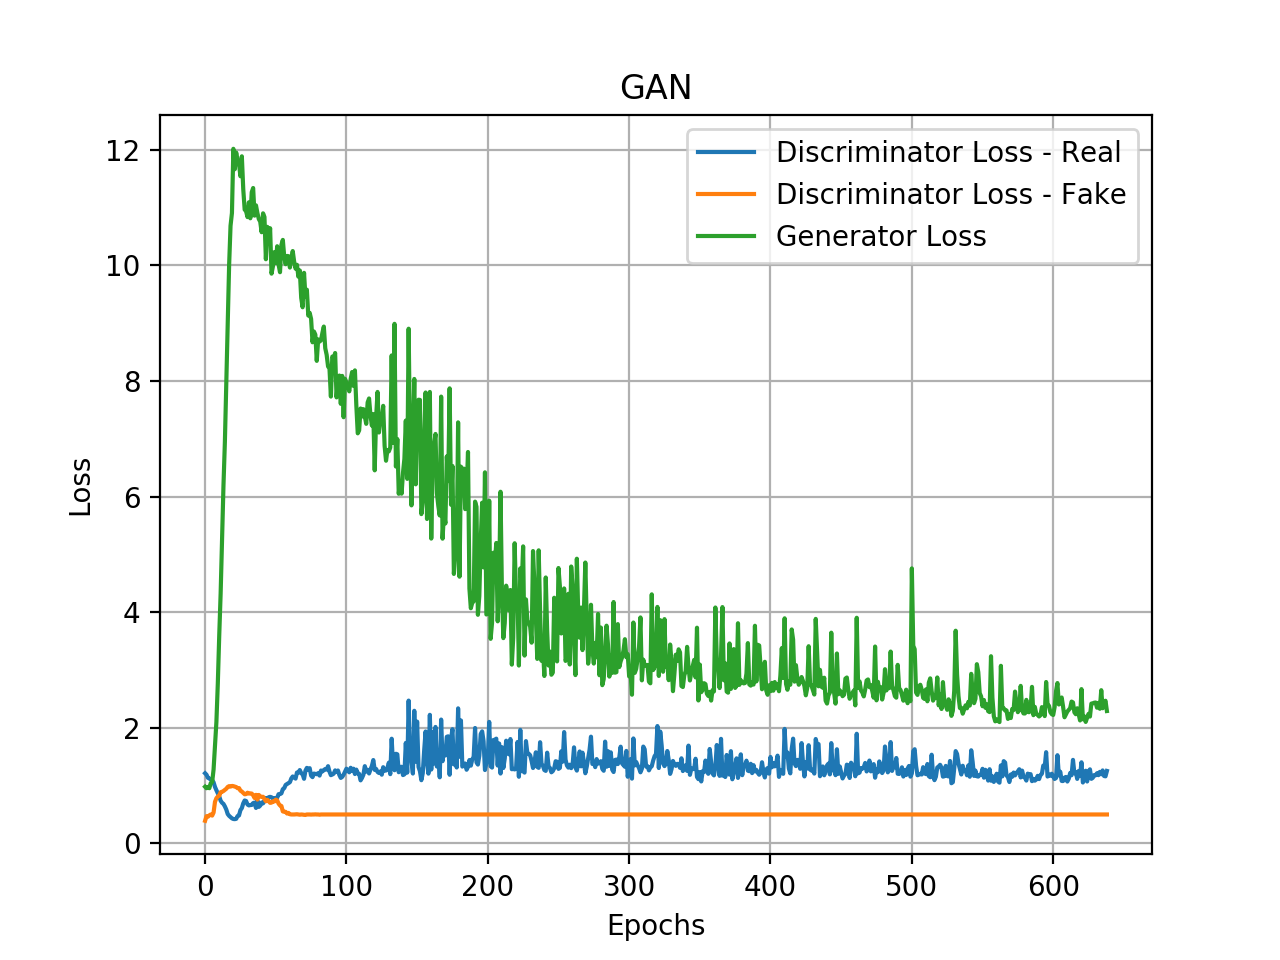 GAN
Discriminator Loss - Real
Discriminator Loss - Fake
Generator Loss
12
10
8
6
4
2
0
Loss
0 100 200 300 400 500 600
Epochs